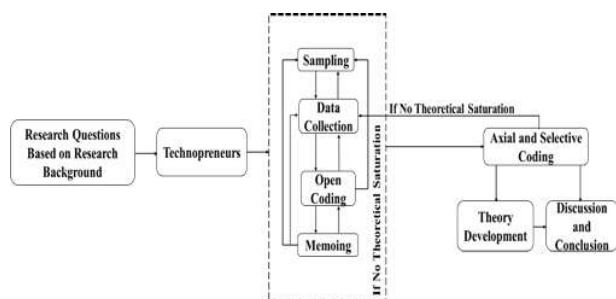 Research Questions
Based on Research
Background
Technopreneurs
Sampling
Data
Collection
Open
Coding
Memoing
If No Theoretical Saturation
If No Theoretical Saturation
Axial and Selective
Coding
Theory
Development
Discussion
and
Conclusion